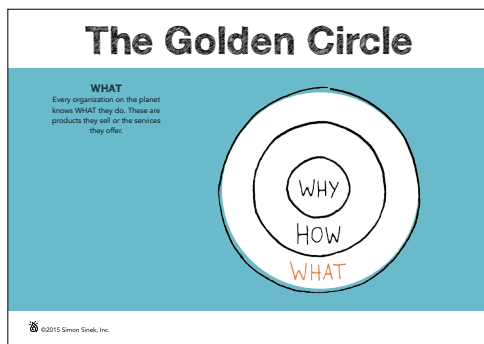 The Golden Circle
WHAT
Every organization on the planet
knows WHAT they do. These are
products they sell or the services
they offer.
WHY
HOW
WHAT
©2015 Simon Sinek, Inc.